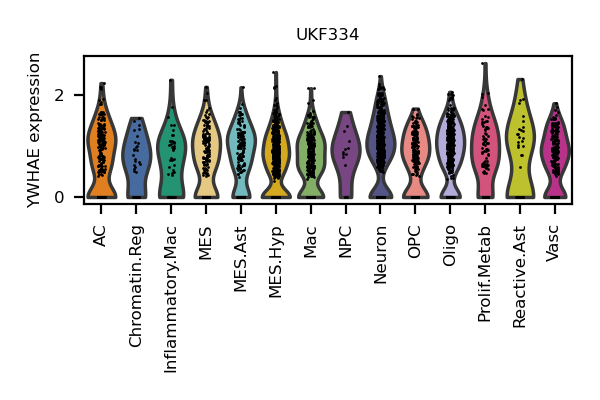 UKF334
YWHAE expression
2
0
AC
Chromatin.Reg
Inflammatory.Mac
MES
MES.Ast
MES.Hyp
Mac
NPC
Neuron
OPC
Oligo
Prolif.Metab
Reactive.Ast
Vasc